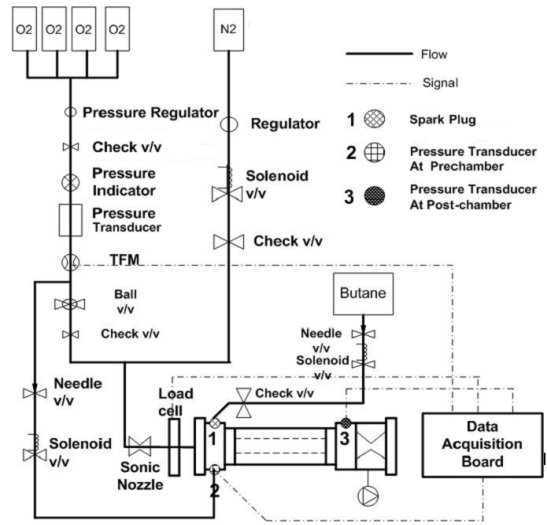 O2
O2
O2
O2
N2
Flow
Signal
1 Spark Plug
2 Pressure Transducer
At Prechamber
3 Pressure Transducer
At Post-chamber
Pressure Regulator
Check v/v
Pressure
Indicator
Pressure
Transducer
TFM
Ball
v/v
Check v/v
Regulator
Solenoid
v/v
Check v/v
Butane
Needle
v/v
Solenoid
v/v
Check v/v
Needle
v/v
Solenoid
v/v
Load
cell
Sonic
Nozzle
1
2
3
Data
Acquisition
Board